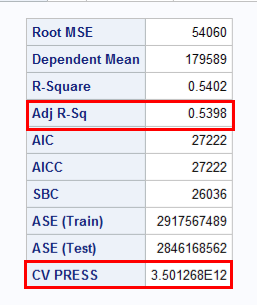 Root MSE 54060
Dependent Mean 179589
R-Square 0.5402
Adj R-Sq 0.5398
AIC 27222
AICC 27222
SBC 26036
ASE (Train) 2917567489
ASE (Test) 2846168562
CV PRESS 3.501268E12